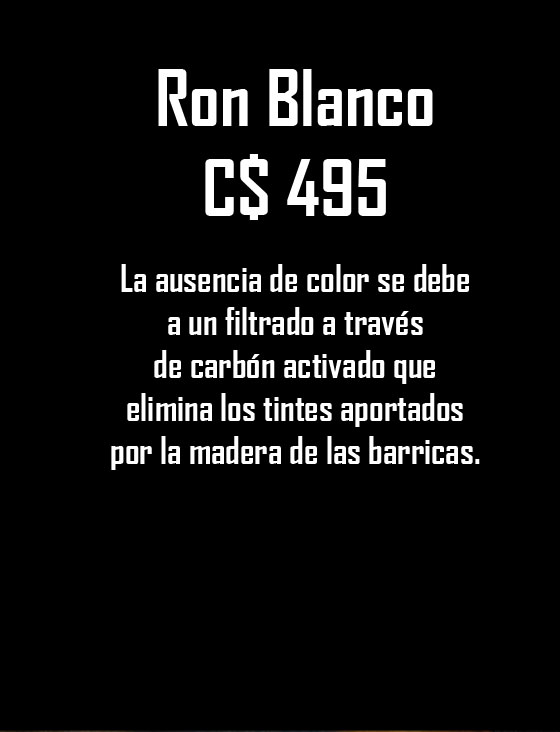 Ron Blanco
C$ 495
La ausencia de color se debe
a un filtrado a través
de carbón activado que
elimina los tintes aportados
por la madera de las barricas.